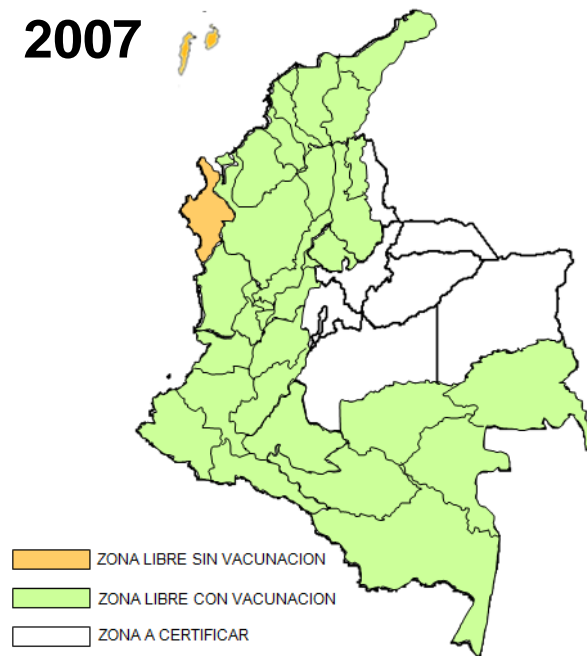 2007
ZONA LIBRE SIN VACUNACION
ZONA LIBRE CON VACUNACION
ZONA A CERTIFICAR